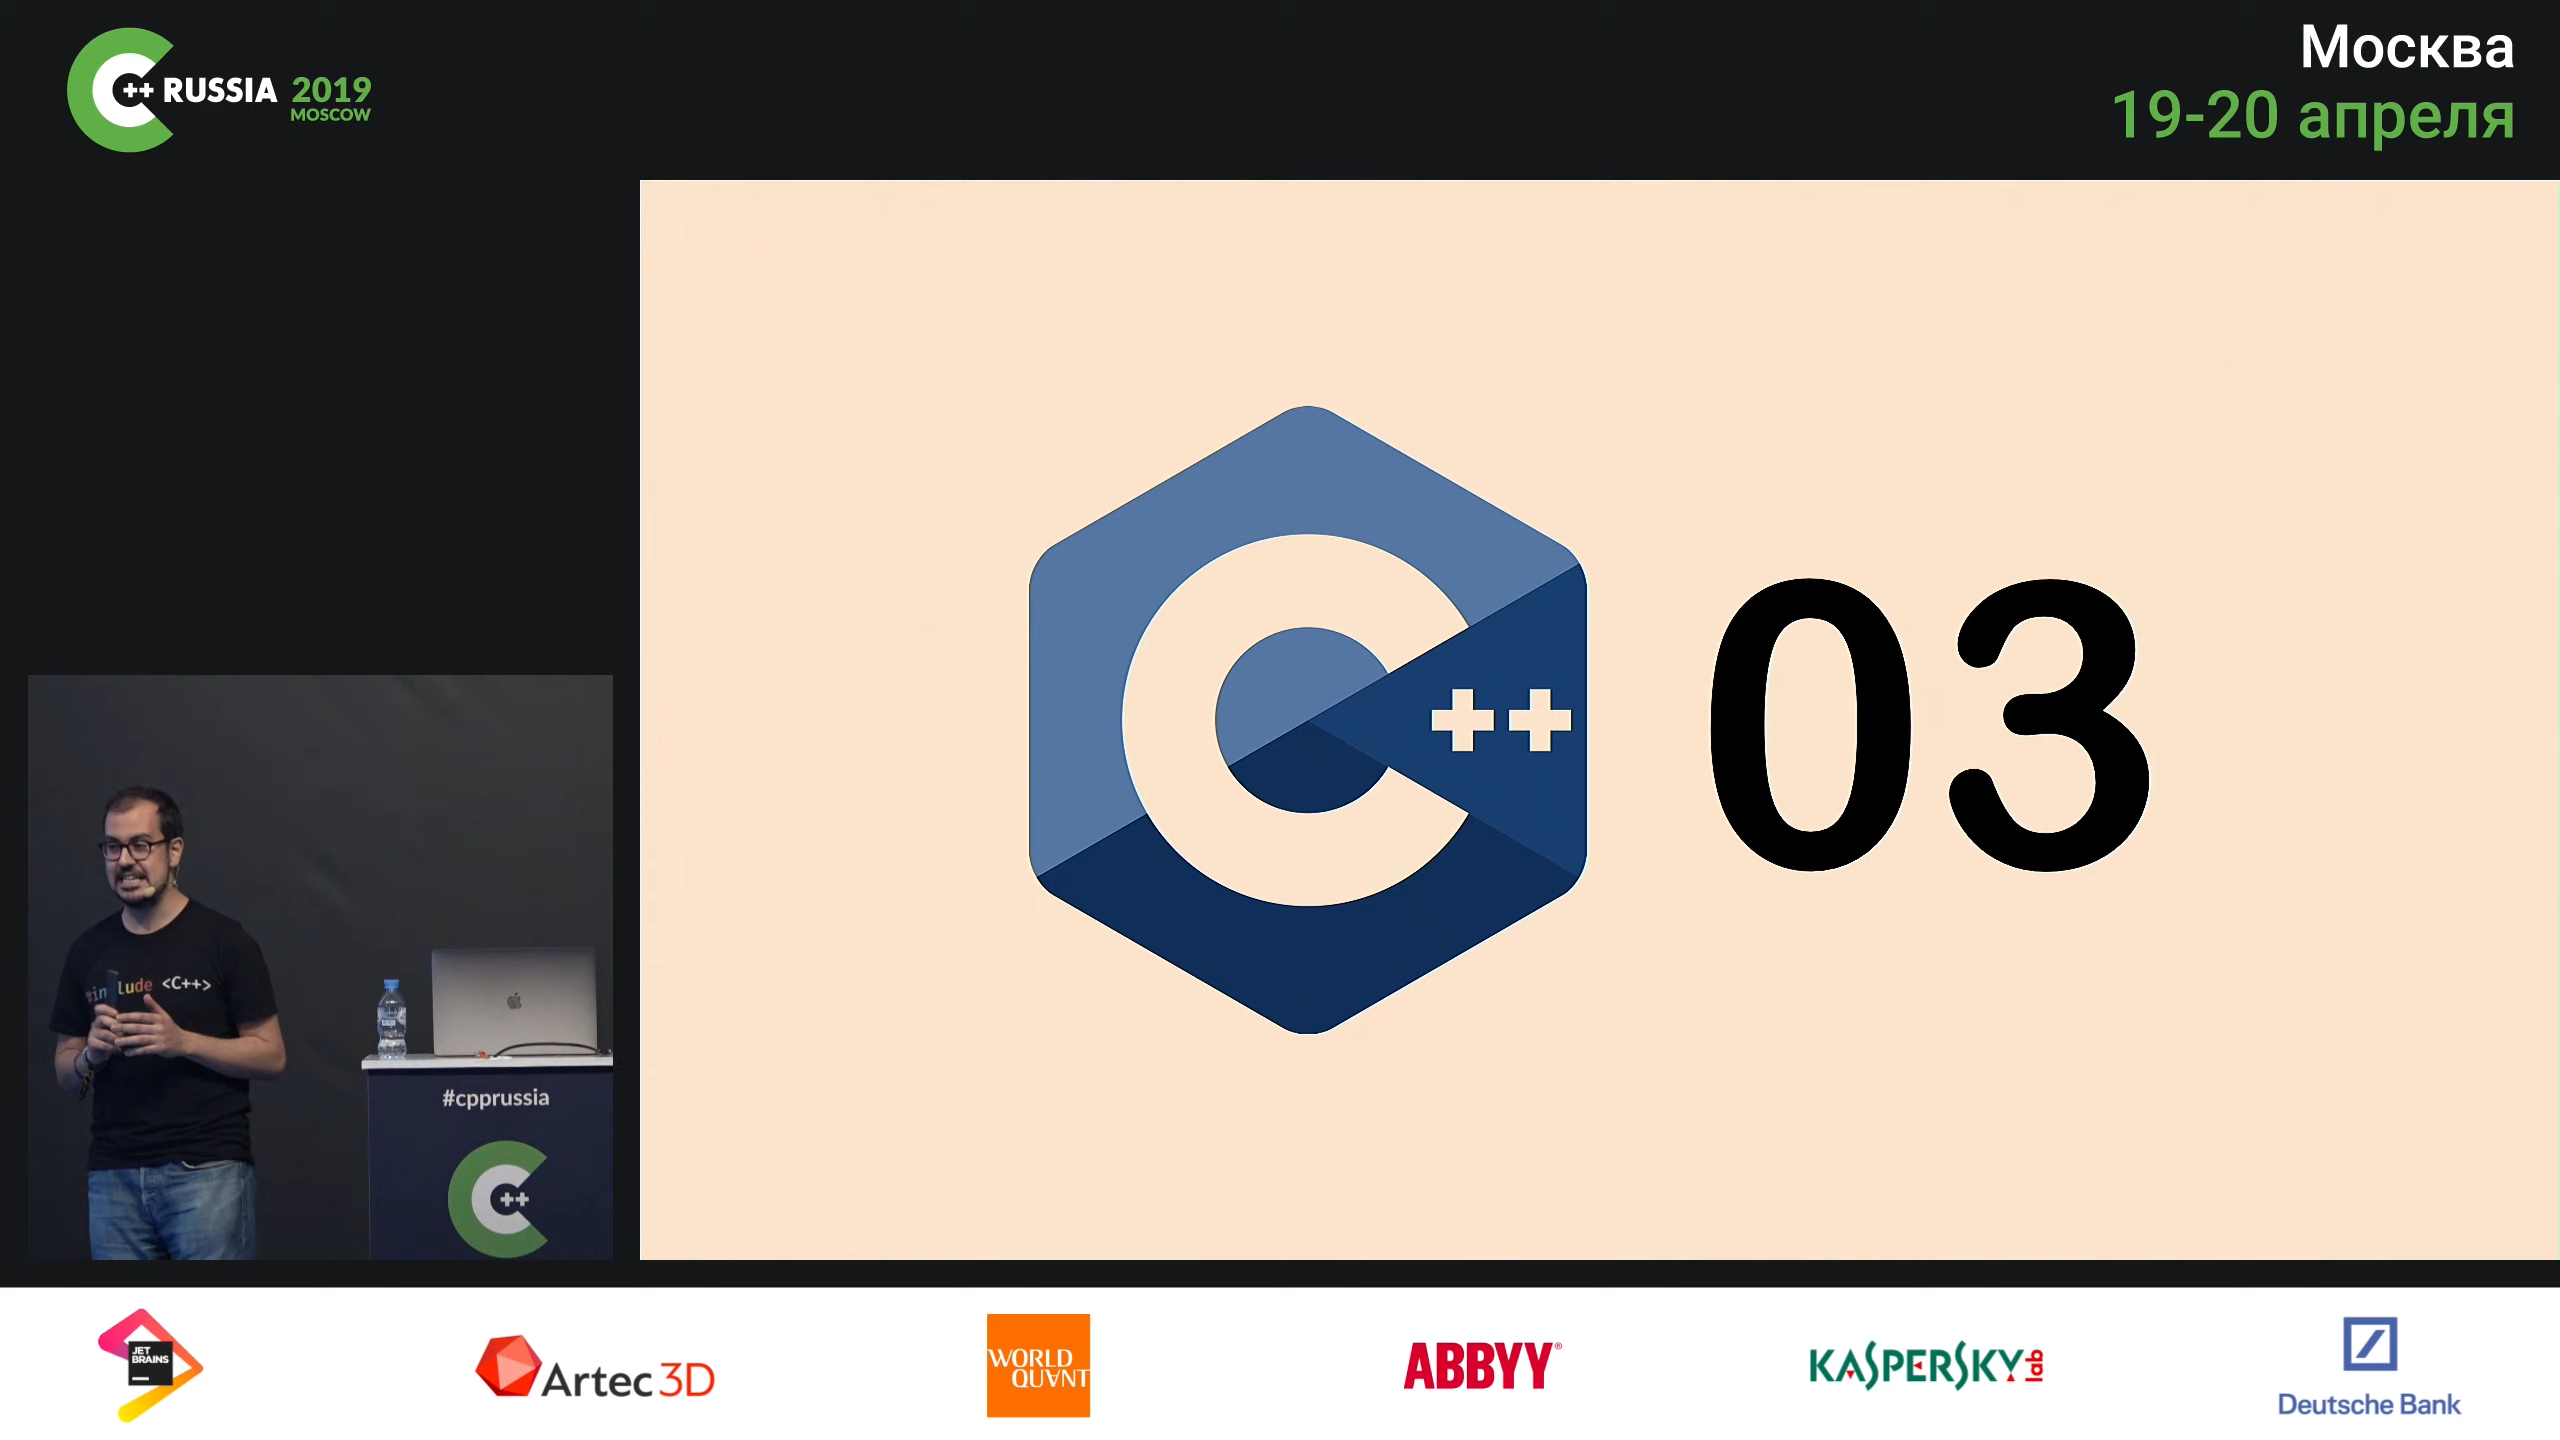 ++ RUSSIA 2019
MOSCOW
Москва
19-20 апреля
C++ 03
#include <C++>
#cpprussia
C++
JET
BRAINS
Artec 3D
WORLD
QUANT
ABBYY®
KASPERSKY lab
Deutsche Bank